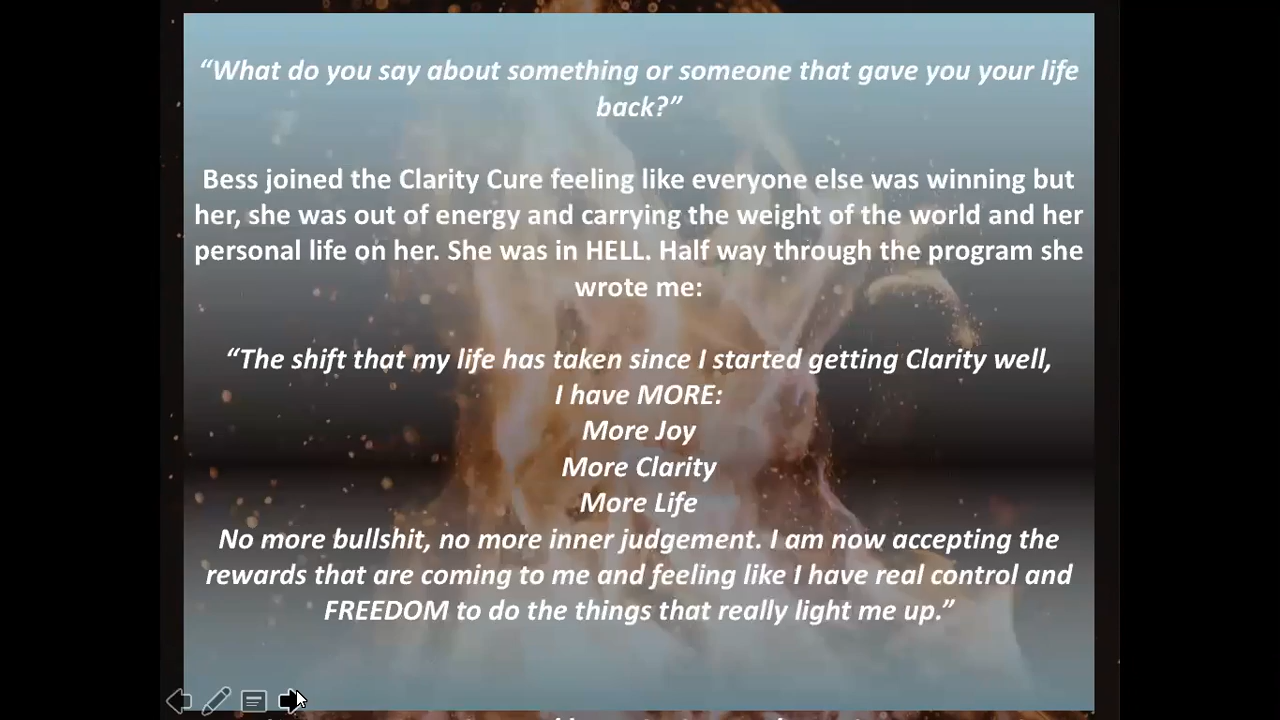 “What do you say about something or someone that gave you your life
back?”
Bess joined the Clarity Cure feeling like everyone else was winning but
her, she was out of energy and carrying the weight of the world and her
personal life on her. She was in HELL. Half way through the program she
wrote me:
“The shift that my life has taken since I started getting Clarity well,
I have MORE:
More Joy
More Clarity
More Life
No more bullshit, no more inner judgement. I am now accepting the
rewards that are coming to me and feeling like I have real control and
FREEDOM to do the things that really light me up.”